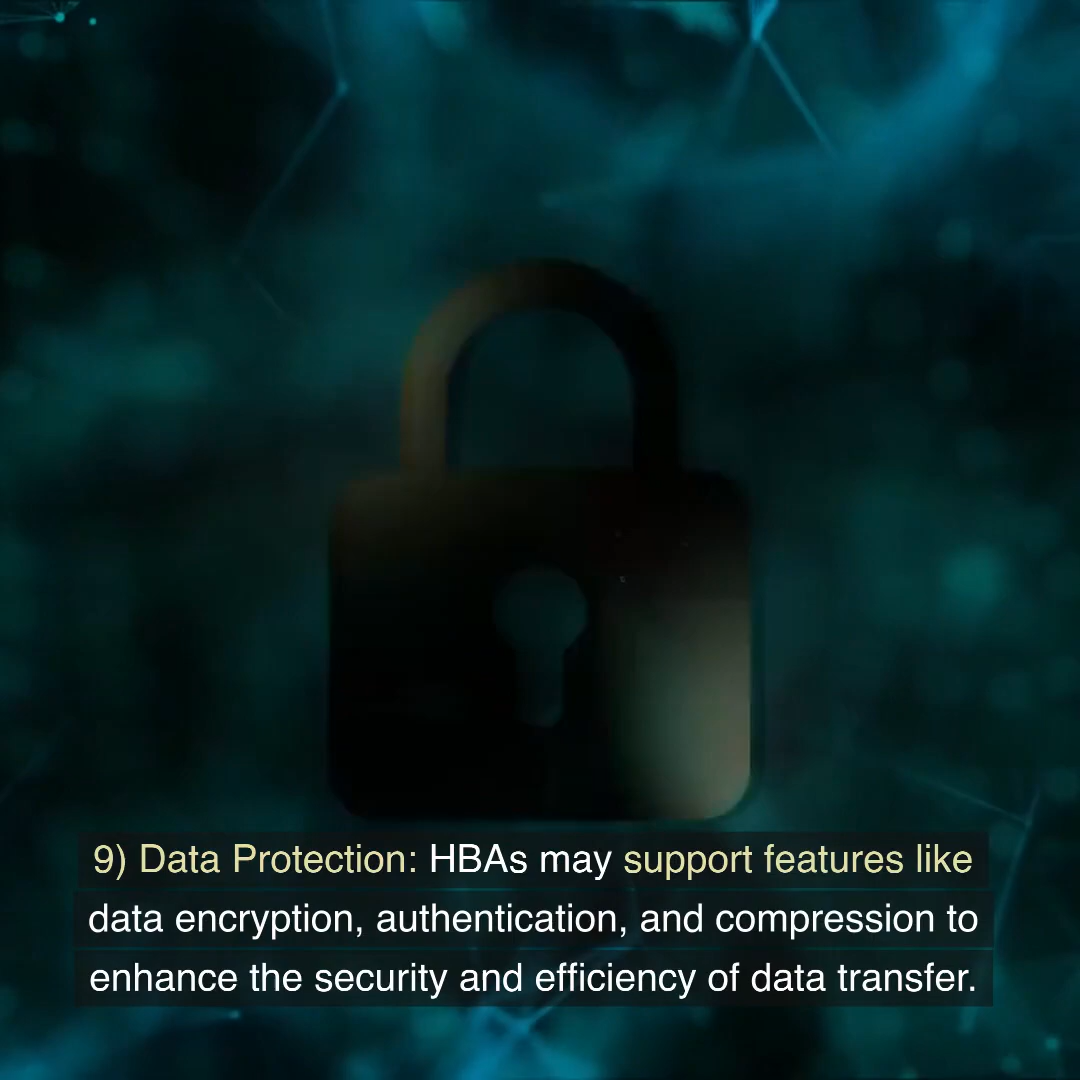 9) Data Protection: HBAs may support features like
data encryption, authentication, and compression to
enhance the security and efficiency of data transfer.